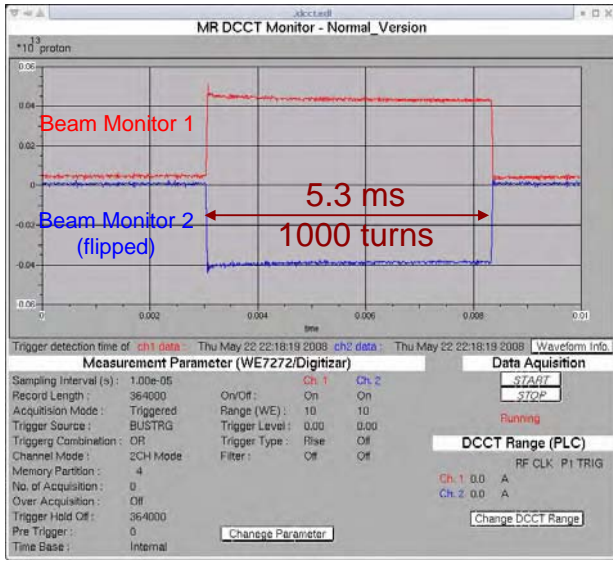 dcct.edl
MR DCCT Monitor - Normal_Version
*10 13 proton
0.06
0.04
Beam Monitor 1
0.02
0
5.3 ms
Beam Monitor 2
-0.02
1000 turns
(flipped)
-0.04
-0.06
0 0.002 0.004 0.006 0.008 0.01
time
Trigger detection time of ch1 data : Thu May 22 22:18:19 2008 ch2 data : Thu May 22 22:18:19 2008 Waveform Info.
Measurement Parameter (WE7272/Digitizar) Data Aquisition
Sampling Interval (s) : 1.00e-05 Ch. 1 Ch. 2 START
Record Length : 364000 On/Off : On On STOP
Acquitision Mode : Triggered Range (WE) : 10 10
Trigger Source : BUSTRG Trigger Level : 0.00 0.00 Running
Triggerg Combination : OR Trigger Type : Rise Off
Channel Mode : 2CH Mode Filter : Off Off DCCT Range (PLC)
Memory Partition : 4 RF CLK P1 TRIG
No. of Acquisition : 0 Ch. 1 0.0 A
Over Acquisition : Off Ch. 2 0.0 A
Trigger Hold Off : 364000 Change DCCT Range
Pre Trigger : 0 Chanege Parameter
Time Base : Internal